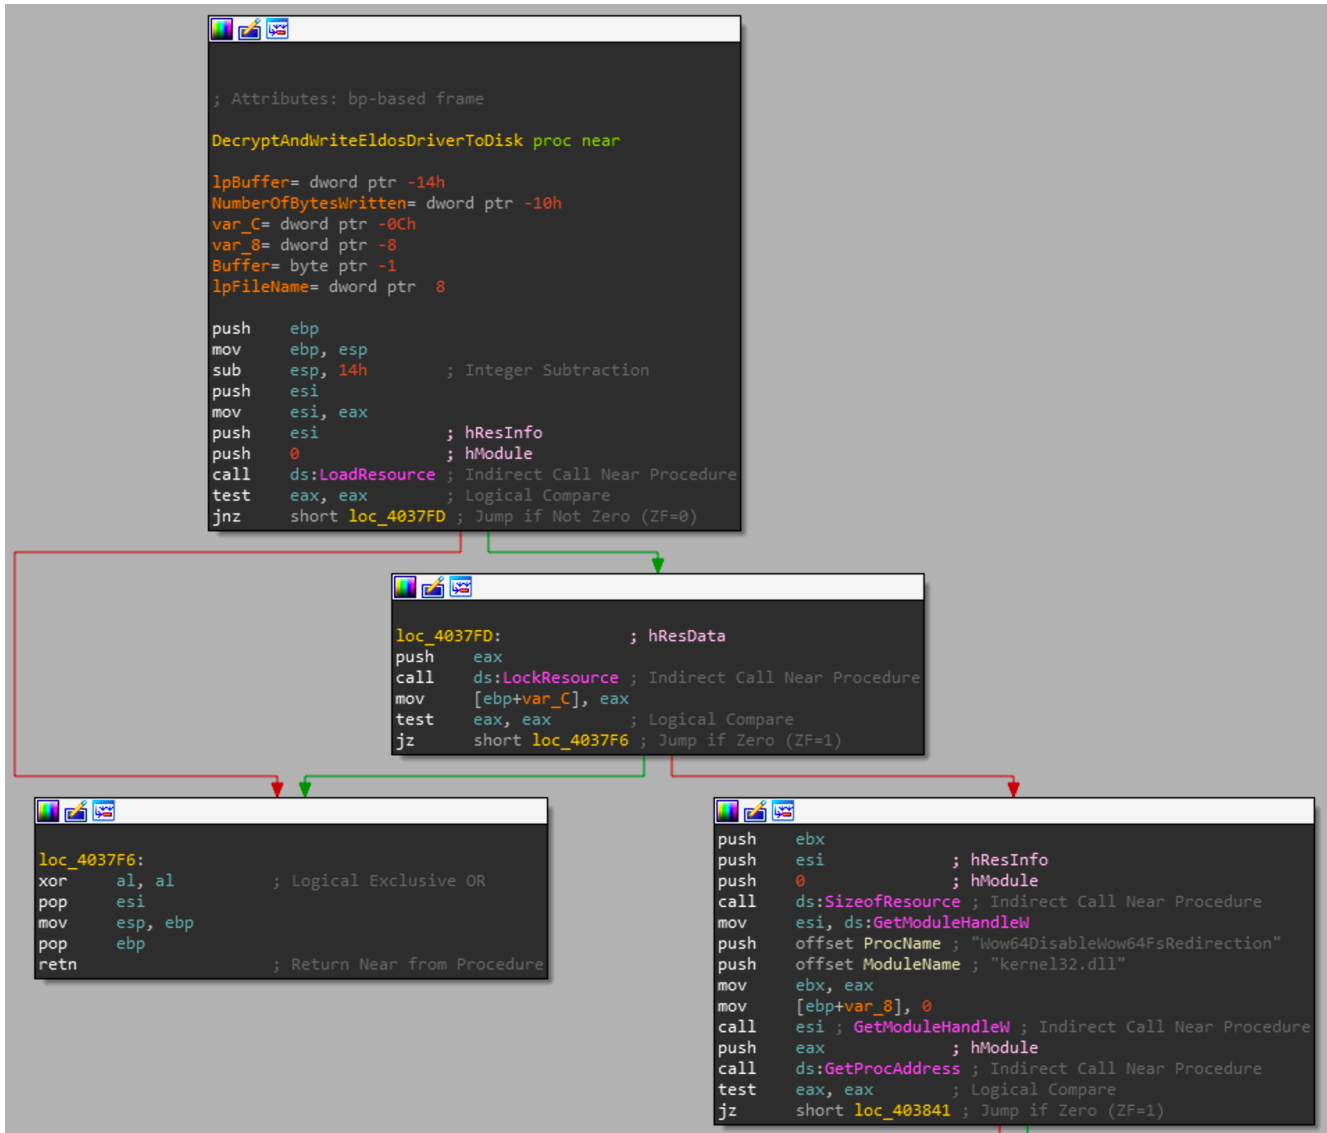 ; Attributes: bp-based frame
DecryptAndWriteEldosDriverToDisk proc near
lpBuffer= dword ptr -14h
NumberOfBytesWritten= dword ptr -10h
var_C= dword ptr -0Ch
var_8= dword ptr -8
Buffer= byte ptr -1
lpFileName= dword ptr  8
push    ebp
mov     ebp, esp
sub     esp, 14h        ; Integer Subtraction
push    esi
mov     esi, eax
push    esi             ; hResInfo
push    0               ; hModule
call    ds:LoadResource ; Indirect Call Near Procedure
test    eax, eax        ; Logical Compare
jnz     short loc_4037FD ; Jump if Not Zero (ZF=0)
loc_4037FD:             ; hResData
push    eax
call    ds:LockResource ; Indirect Call Near Procedure
mov     [ebp+var_C], eax
test    eax, eax        ; Logical Compare
jz      short loc_4037F6 ; Jump if Zero (ZF=1)
loc_4037F6:
xor     al, al          ; Logical Exclusive OR
pop     esi
mov     esp, ebp
pop     ebp
retn                    ; Return Near from Procedure
push    ebx
push    esi             ; hResInfo
push    0               ; hModule
call    ds:SizeofResource ; Indirect Call Near Procedure
mov     esi, ds:GetModuleHandleW
push    offset ProcName ; "Wow64DisableWow64FsRedirection"
push    offset ModuleName ; "kernel32.dll"
mov     ebx, eax
mov     [ebp+var_8], 0
call    esi ; GetModuleHandleW ; Indirect Call Near Procedure
push    eax             ; hModule
call    ds:GetProcAddress ; Indirect Call Near Procedure
test    eax, eax        ; Logical Compare
jz      short loc_403841 ; Jump if Zero (ZF=1)